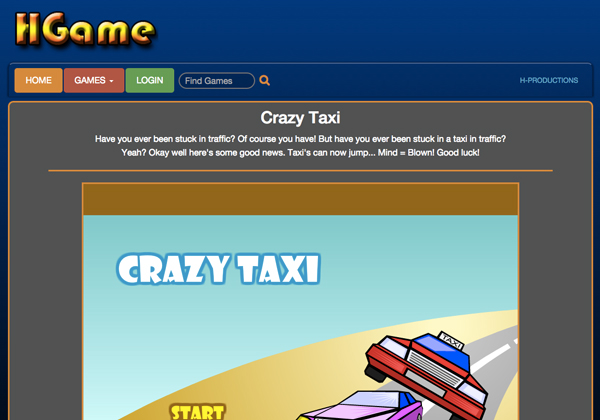 HGame
HOME GAMES LOGIN Find Games H-PRODUCTIONS
Crazy Taxi
Have you ever been stuck in traffic? Of course you have! But have you ever been stuck in a taxi in traffic?
Yeah? Okay well here's some good news. Taxi's can now jump... Mind = Blown! Good luck!
CRAZY TAXI
TAXI
START